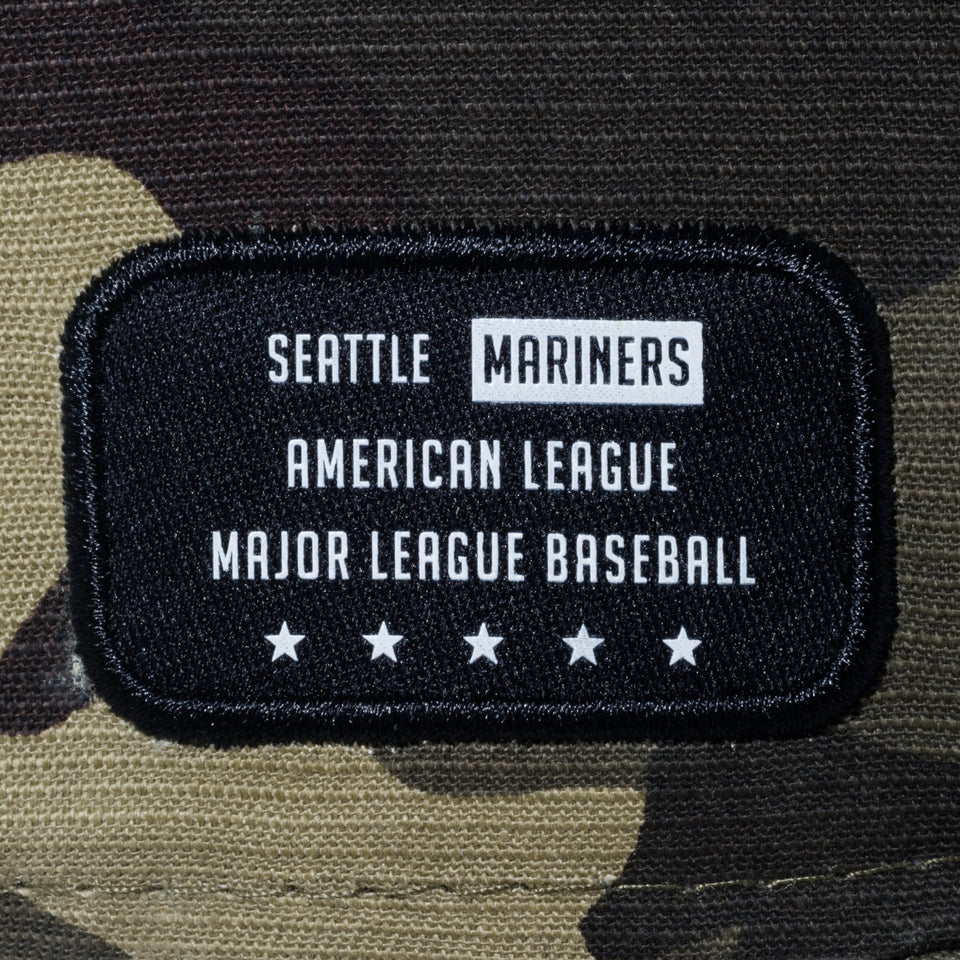 SEATTLE MARINERS
AMERICAN LEAGUE
MAJOR LEAGUE BASEBALL